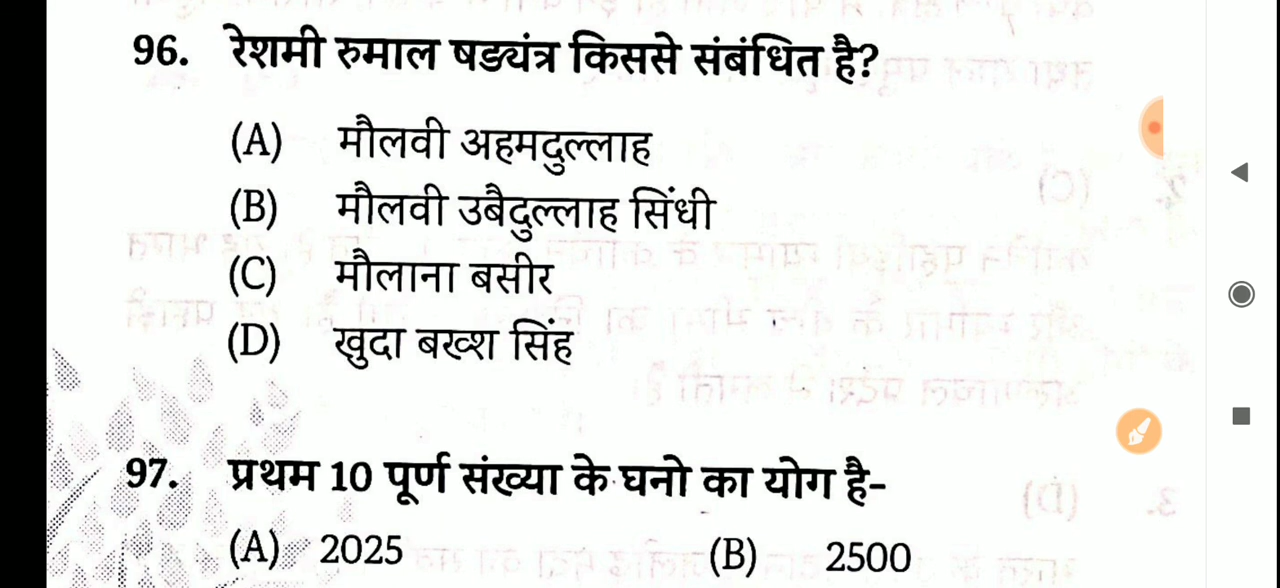 96. रेशमी रुमाल षड्यंत्र किससे संबंधित है?
(A) मौलवी अहमदुल्लाह
(B) मौलवी उबैदुल्लाह सिंधी
(C) मौलाना बसीर
(D) खुदा बख्श सिंह
97. प्रथम 10 पूर्ण संख्या के घनो का योग है-
(A) 2025 (B) 2500